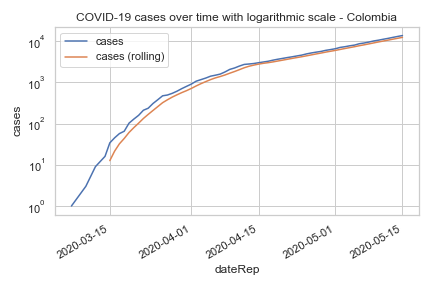 COVID-19 cases over time with logarithmic scale - Colombia
cases
cases (rolling)
10⁴
10³
10²
10¹
10⁰
cases
2020-03-15
2020-04-01
2020-04-15
2020-05-01
2020-05-15
dateRep